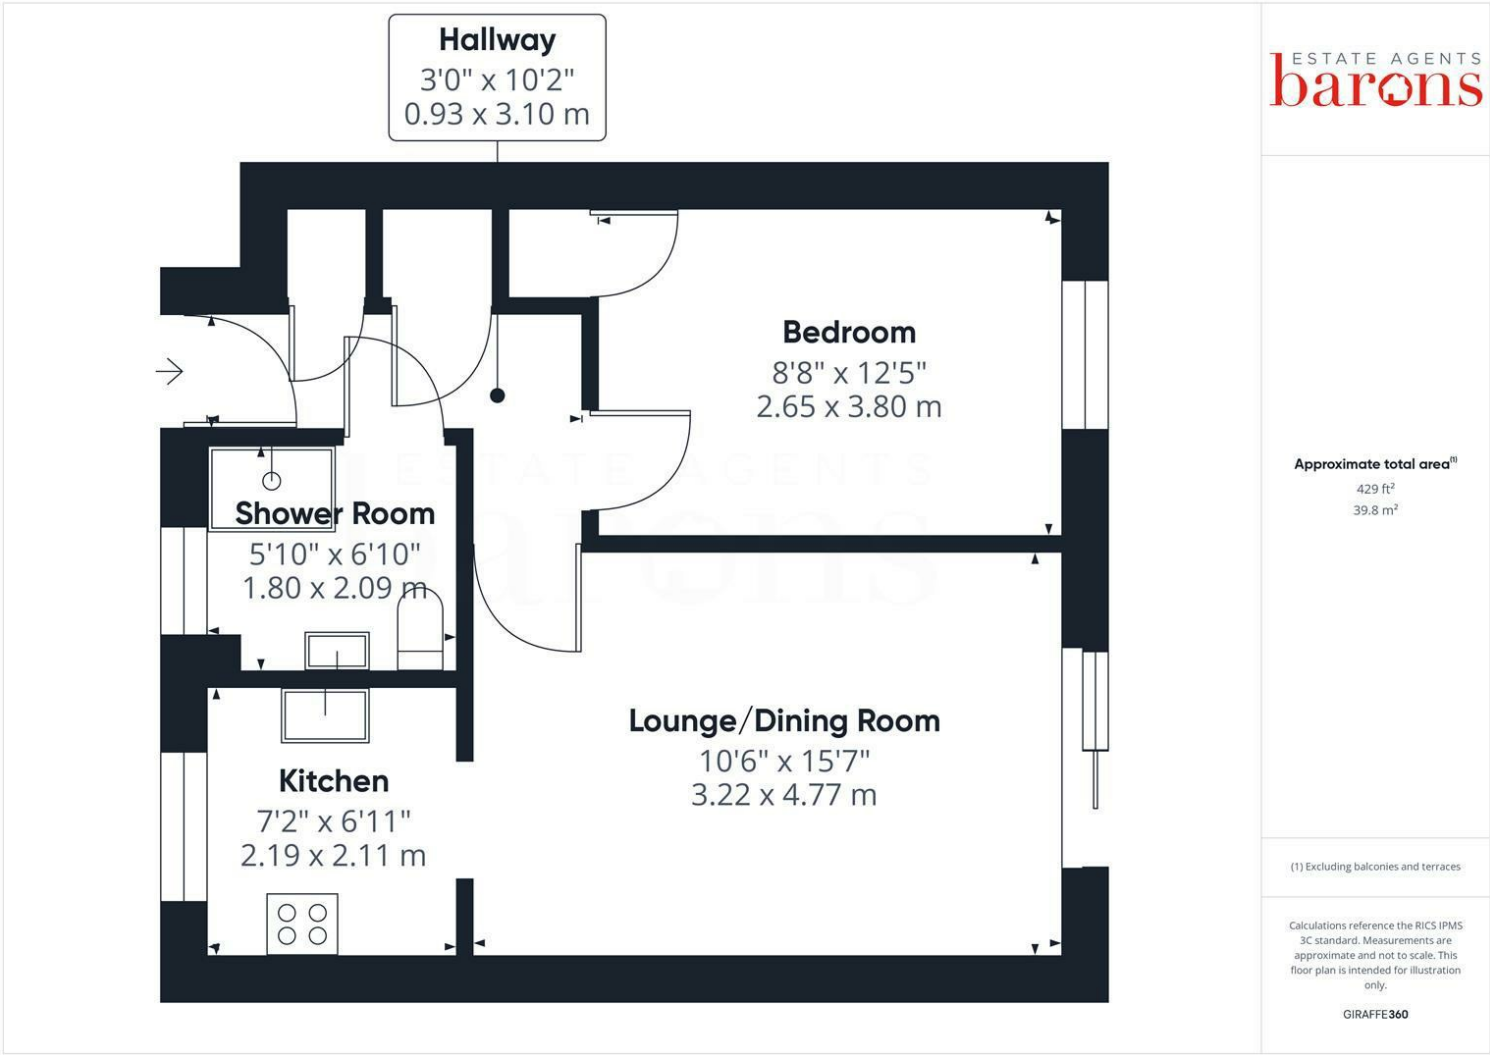 Hallway
3'0" x 10'2"
0.93 x 3.10 m
ESTATE AGENTS
barons
Bedroom
8'8" x 12'5"
2.65 x 3.80 m
ESTATE AGENTS
barons
Shower Room
5'10" x 6'10"
1.80 x 2.09 m
Lounge/Dining Room
10'6" x 15'7"
3.22 x 4.77 m
Kitchen
7'2" x 6'11"
2.19 x 2.11 m
Approximate total area(1)
429 ft²
39.8 m²
(1) Excluding balconies and terraces
Calculations reference the RICS IPMS
3C standard. Measurements are
approximate and not to scale. This
floor plan is intended for illustration
only.
GIRAFFE360